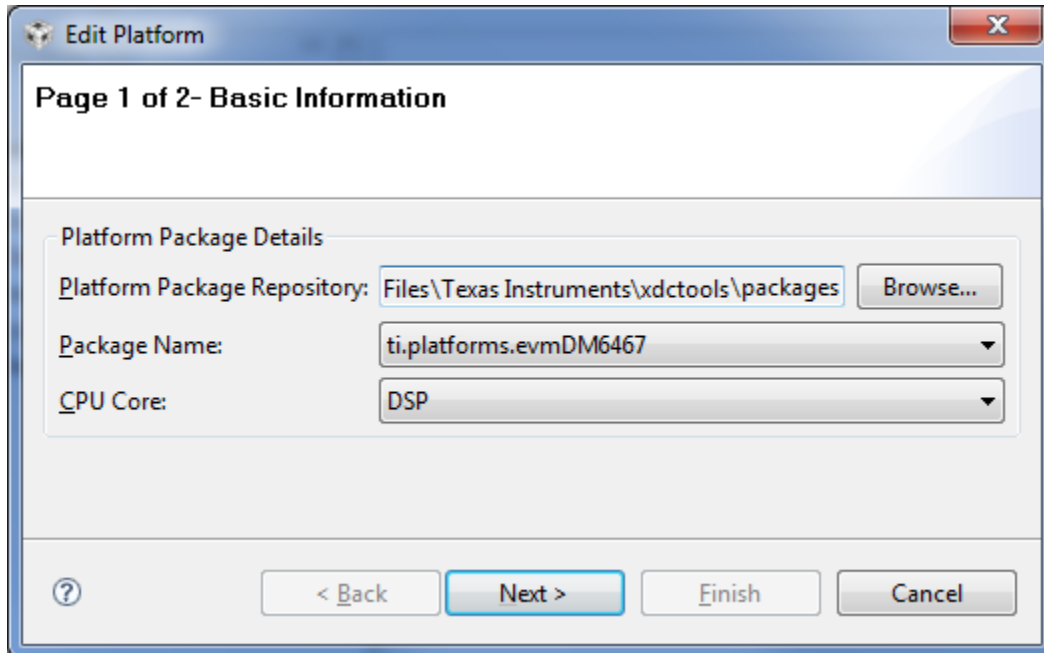 Edit Platform
Page 1 of 2- Basic Information
Platform Package Details
Platform Package Repository: Files\Texas Instruments\xdctools\packages Browse...
Package Name: ti.platforms.evmDM6467
CPU Core: DSP
? < Back Next > Finish Cancel